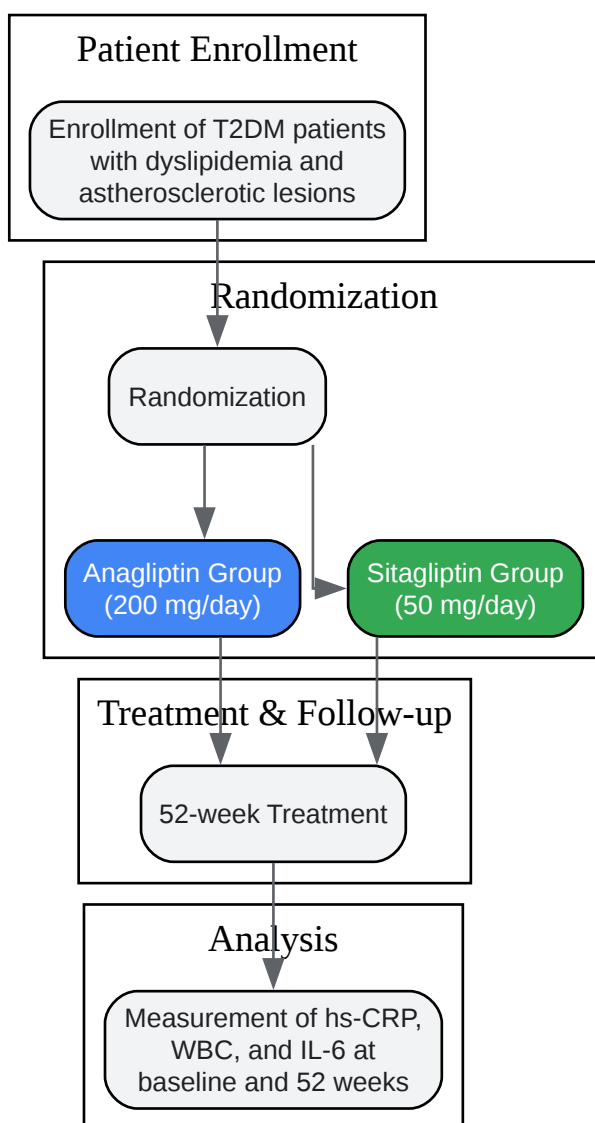 Patient Enrollment
Enrollment of T2DM patients
with dyslipidemia and
astherosclerotic lesions
Randomization
Randomization
Anagliptin Group
(200 mg/day)
Sitagliptin Group
(50 mg/day)
Treatment & Follow-up
52-week Treatment
Analysis
Measurement of hs-CRP,
WBC, and IL-6 at
baseline and 52 weeks